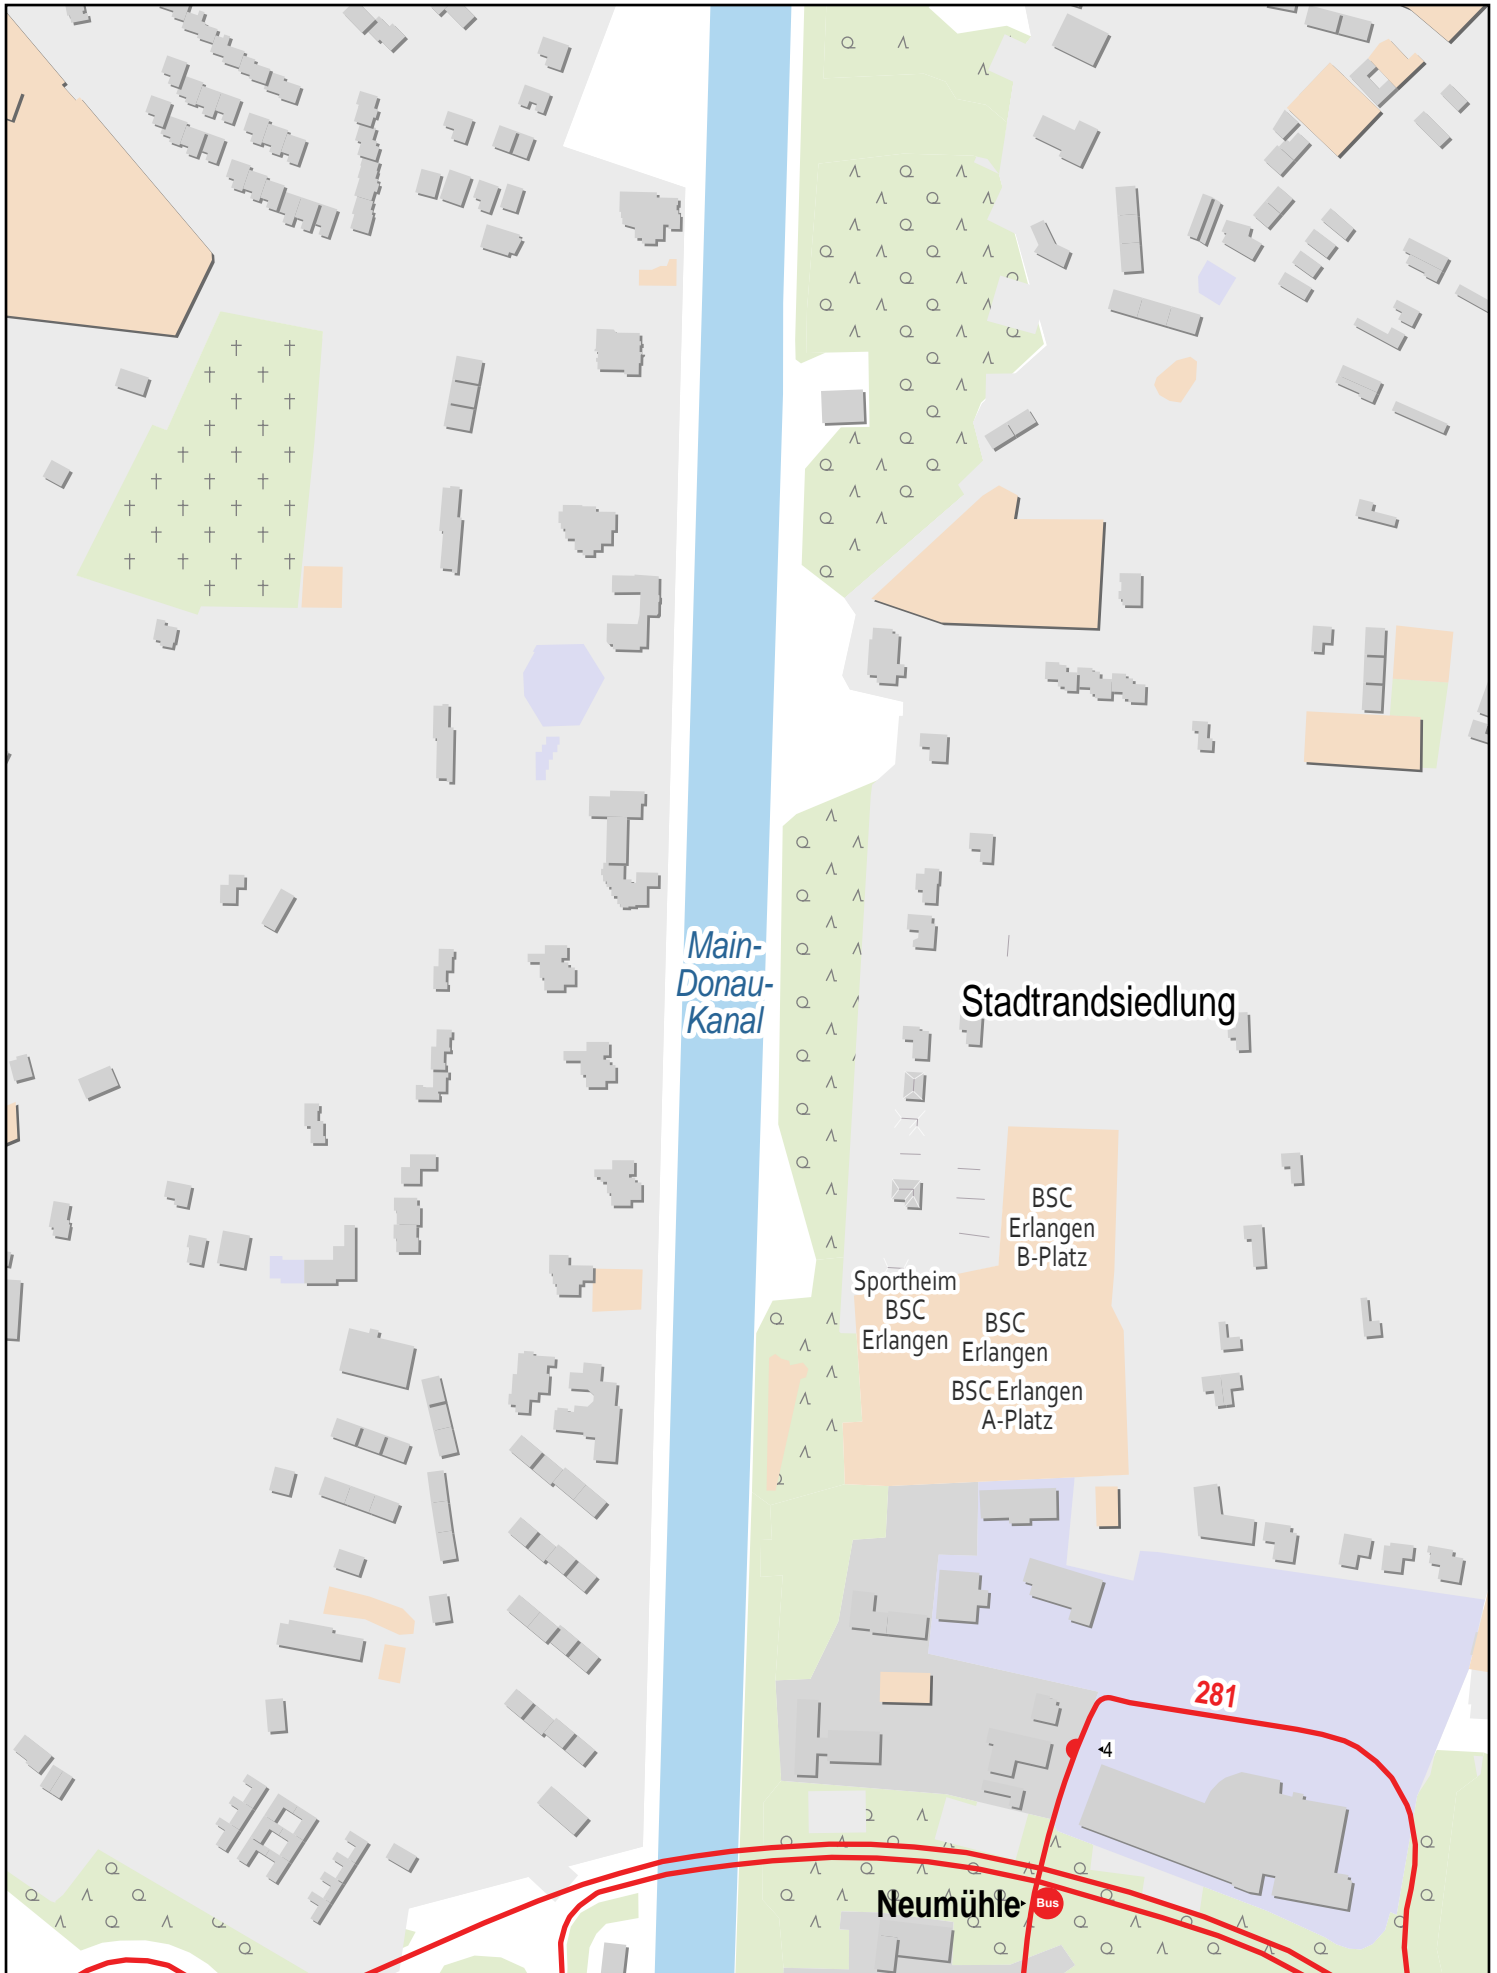 Main-
Donau-
Kanal
Stadtrandsiedlung
BSC
Erlangen
B-Platz
Sportheim
BSC
Erlangen
BSC
Erlangen
BSC Erlangen
A-Platz
281
4
Neumühle
Bus